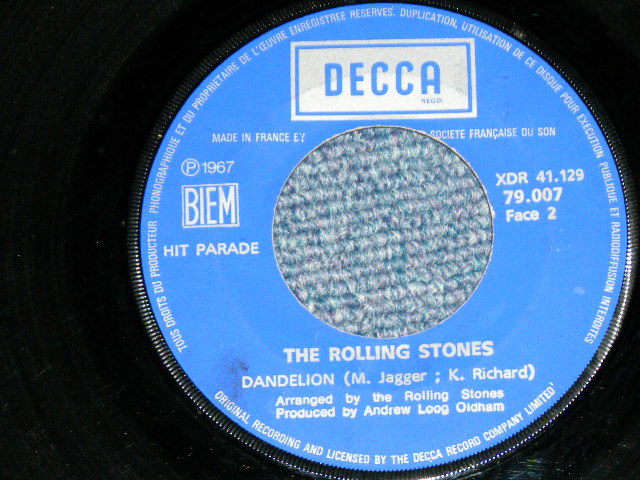 TOUS DROITS DU PRODUCTEUR PHONOGRAPHIQUE ET DU PROPRIETAIRE DE L'ŒUVRE ENREGISTREE RESERVES. DUPLICATION, UTILISATION DE CE DISQUE POUR EXECUTION PUBLIQUE ET RADIODIFFUSION INTERDITES
DECCA
REGD
MADE IN FRANCE
SOCIETE FRANÇAISE DU SON
Ⓟ 1967
BIEM
HIT PARADE
XDR 41.129
79.007
Face 2
THE ROLLING STONES
DANDELION (M. Jagger ; K. Richard)
Arranged by the Rolling Stones
Produced by Andrew Loog Oldham
ORIGINAL RECORDING AND LICENSED BY THE DECCA RECORD COMPANY LIMITED